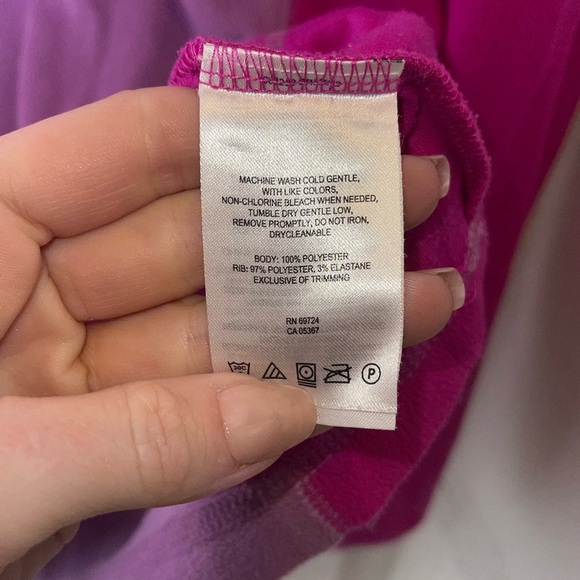 MACHINE WASH COLD GENTLE,
WITH LIKE COLORS,
NON-CHLORINE BLEACH WHEN NEEDED,
TUMBLE DRY GENTLE LOW,
REMOVE PROMPTLY, DO NOT IRON,
DRYCLEANABLE
BODY: 100% POLYESTER
RIB: 97% POLYESTER, 3% ELASTANE
EXCLUSIVE OF TRIMMING
RN 69724
CA 05367
30C P